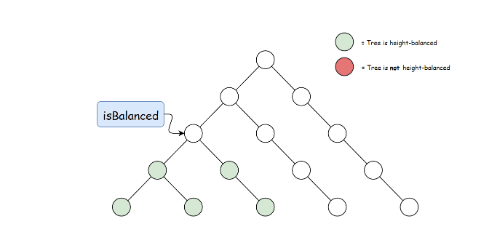 = Tree is height-balanced
= Tree is not height-balanced
isBalanced